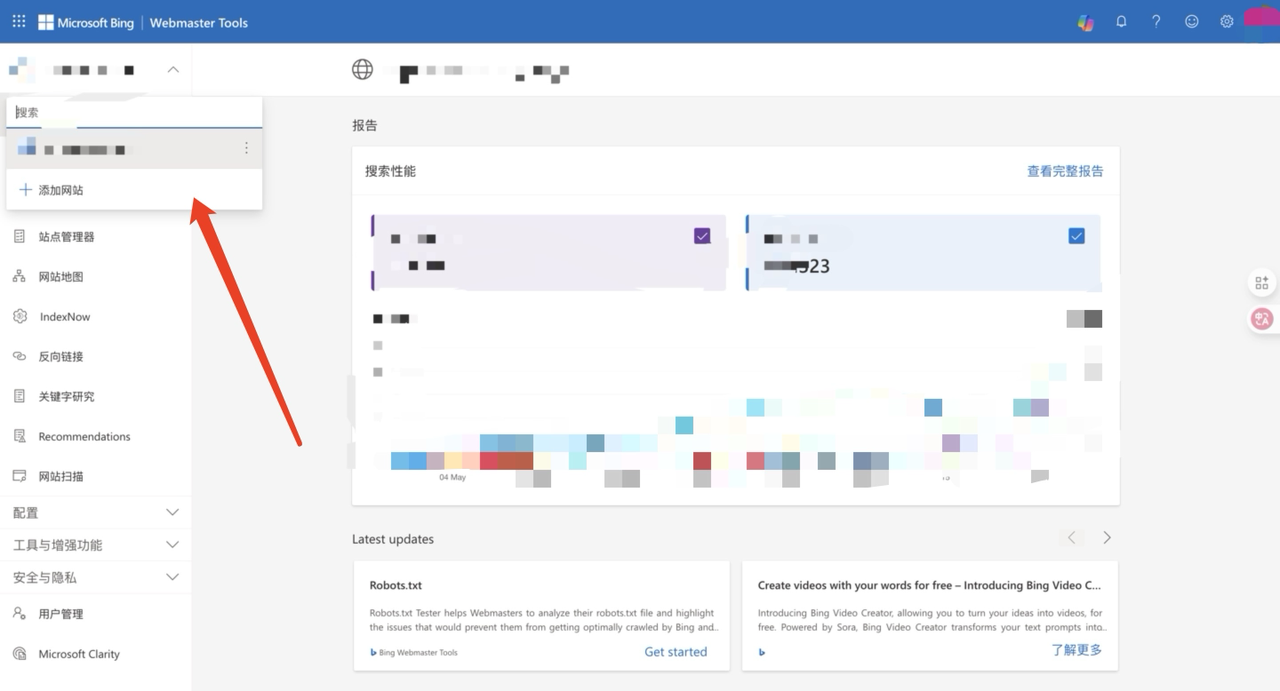 Microsoft Bing | Webmaster Tools
搜索
添加网站
站点管理器
网站地图
IndexNow
反向链接
关键字研究
Recommendations
网站扫描
配置
工具与增强功能
安全与隐私
用户管理
Microsoft Clarity
报告
搜索性能
查看完整报告
523
04 May
Latest updates
Robots.txt
Robots.txt Tester helps Webmasters to analyze their robots.txt file and highlight
the issues that would prevent them from getting optimally crawled by Bing and..
Bing Webmaster Tools
Get started
Create videos with your words for free – Introducing Bing Video C...
Introducing Bing Video Creator, allowing you to turn your ideas into videos, for
free. Powered by Sora, Bing Video Creator transforms your text prompts into..
了解更多